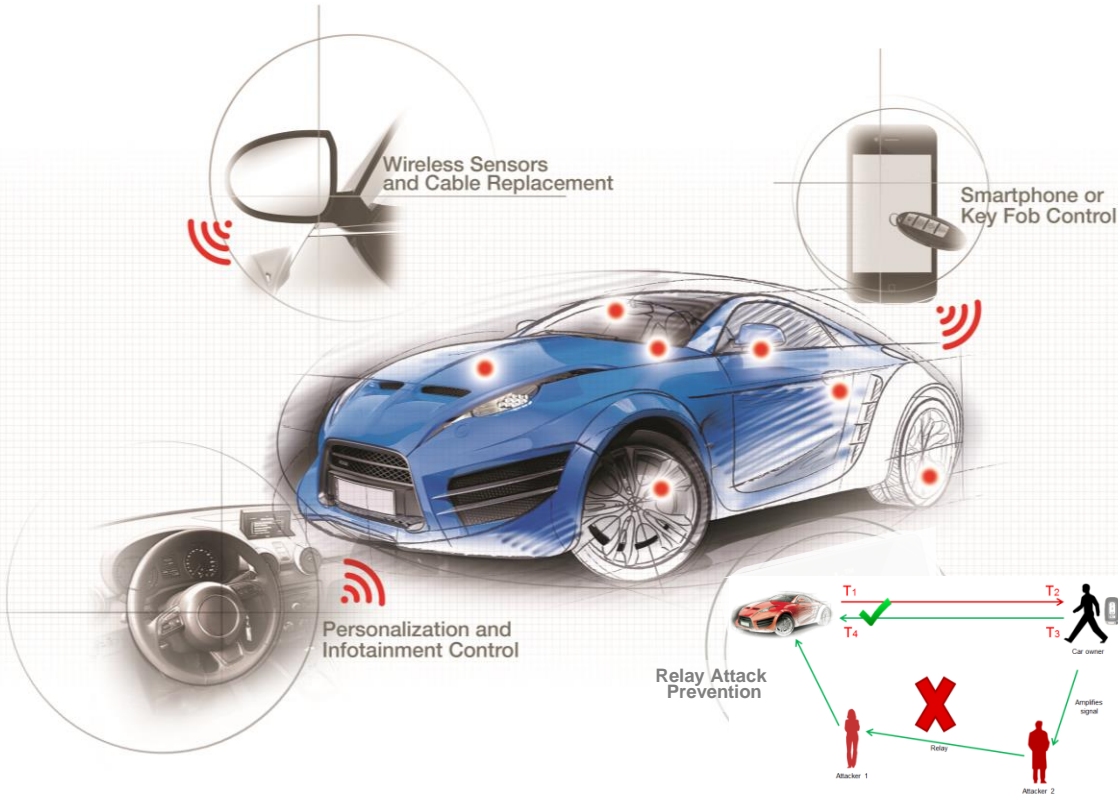 Wireless Sensors
and Cable Replacement
Smartphone or
Key Fob Control
Personalization and
Infotainment Control
Relay Attack
Prevention
T1
T2
T4
T3
Car owner
Amplifies
signal
Relay
Attacker 1
Attacker 2